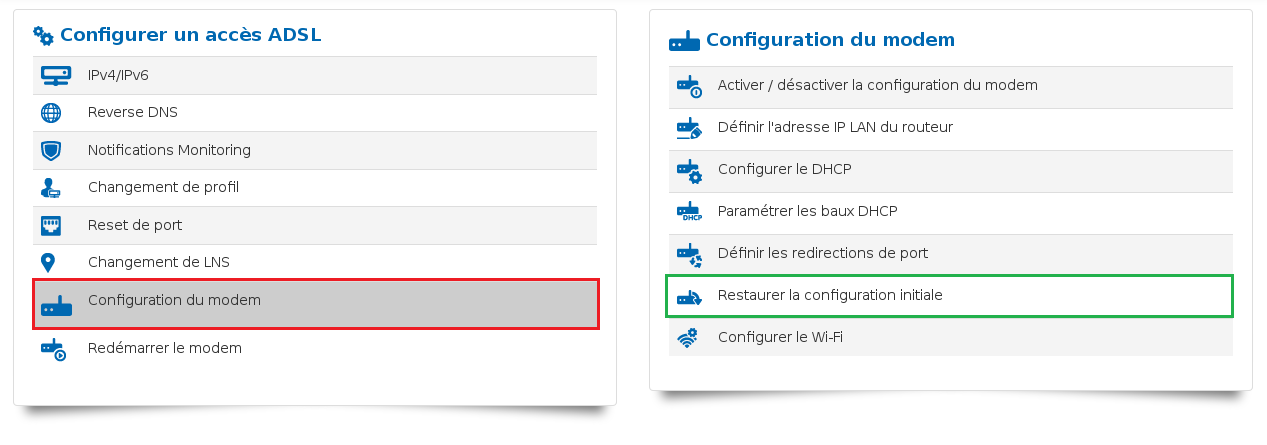 Configurer un accès ADSL
IPv4/IPv6
Reverse DNS
Notifications Monitoring
Changement de profil
Reset de port
Changement de LNS
Configuration du modem
Redémarrer le modem
Configuration du modem
Activer / désactiver la configuration du modem
Définir l'adresse IP LAN du routeur
Configurer le DHCP
DHCP
Paramétrer les baux DHCP
Définir les redirections de port
Restaurer la configuration initiale
Configurer le Wi-Fi